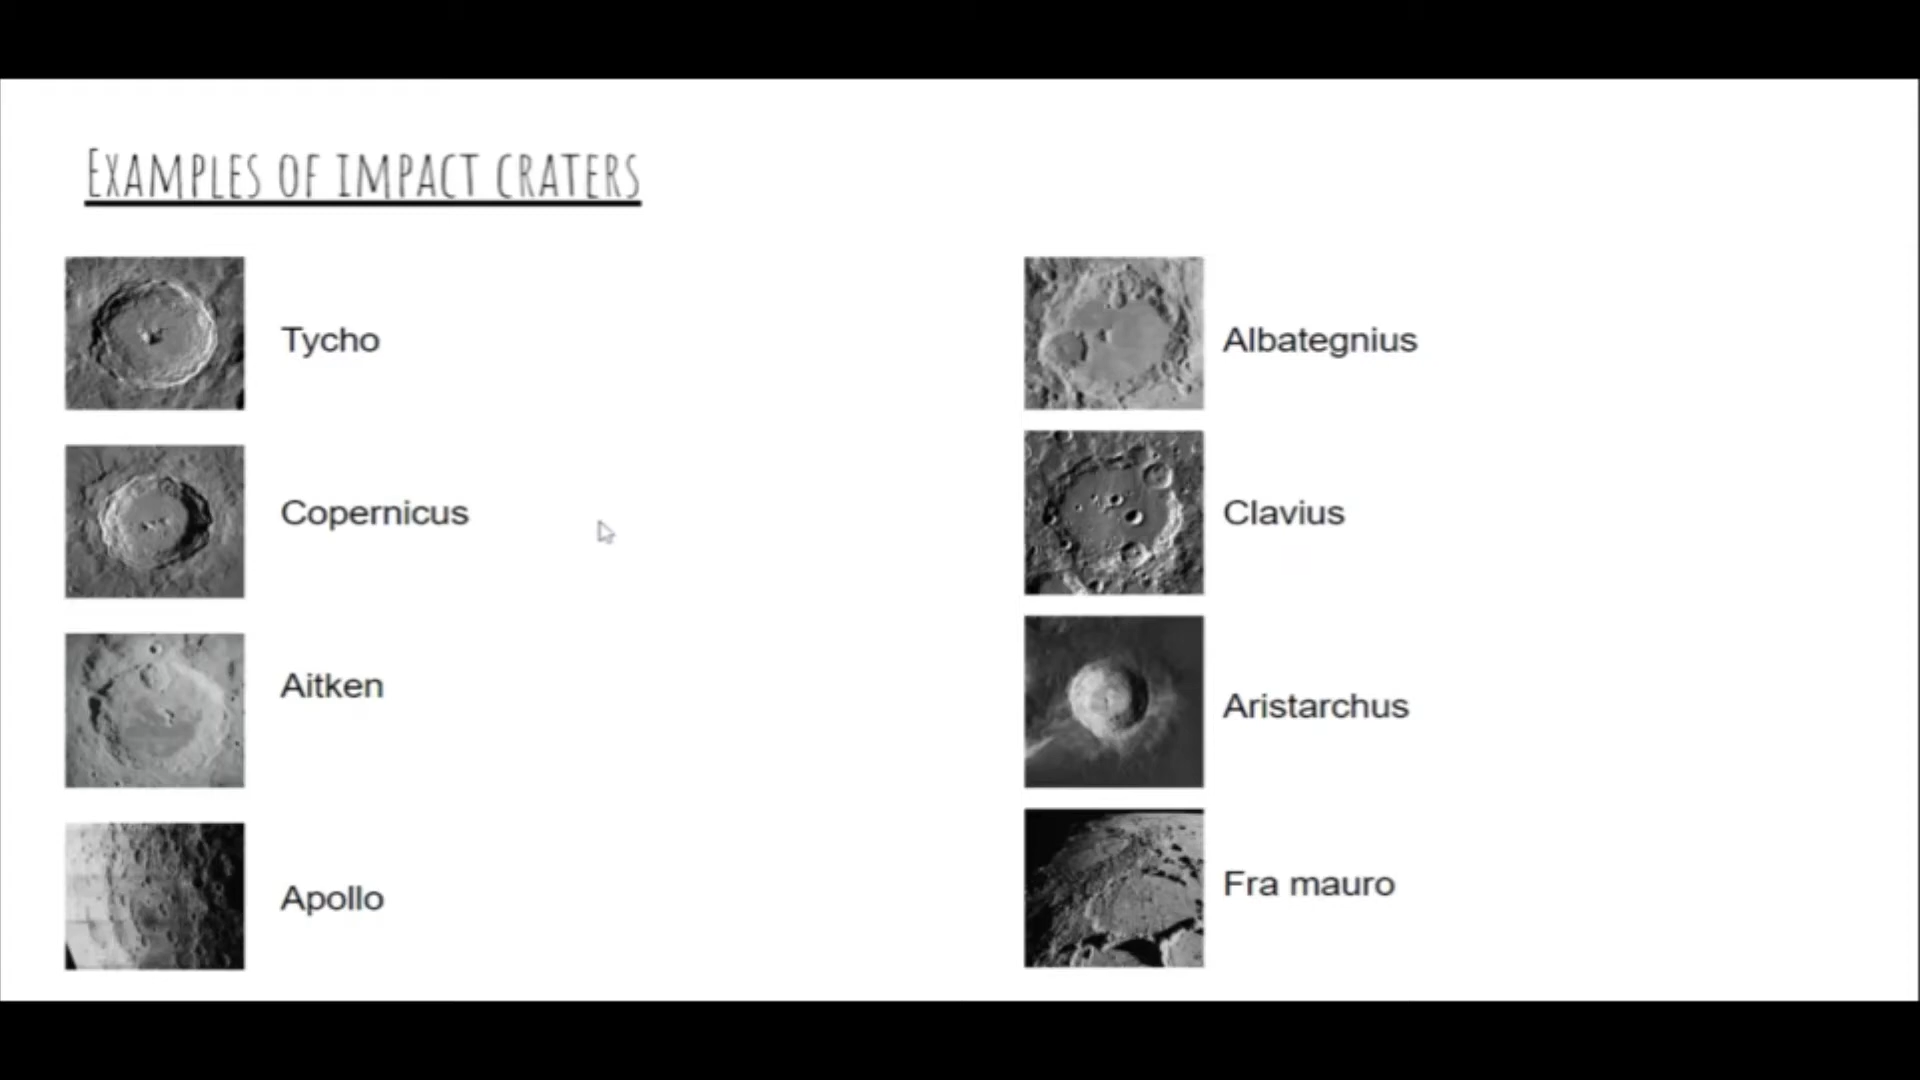 Examples of impact craters
Tycho
Copernicus
Aitken
Apollo
Albategnius
Clavius
Aristarchus
Fra mauro